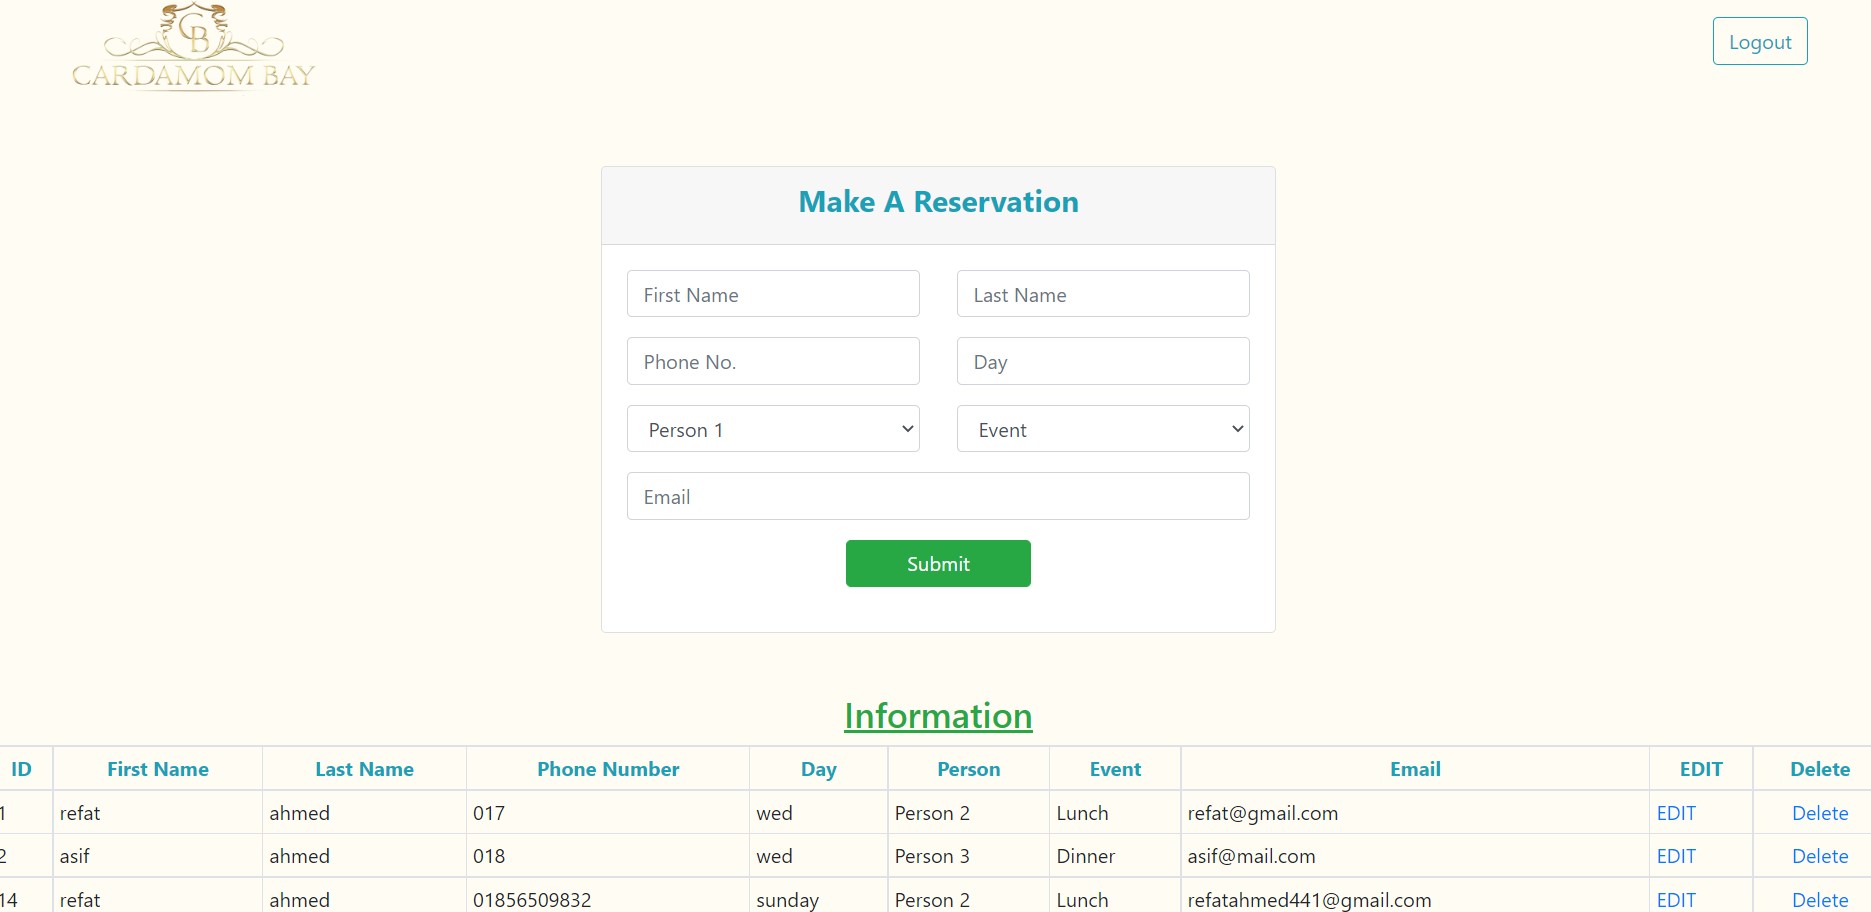 CB
CARDAMOM BAY
Logout
Make A Reservation
First Name Last Name
Phone No. Day
Person 1 Event
Email
Submit
Information
ID First Name Last Name Phone Number Day Person Event Email EDIT Delete
1 refat ahmed 017 wed Person 2 Lunch refat@gmail.com EDIT Delete
2 asif ahmed 018 wed Person 3 Dinner asif@mail.com EDIT Delete
14 refat ahmed 01856509832 sunday Person 2 Lunch refatahmed441@gmail.com EDIT Delete